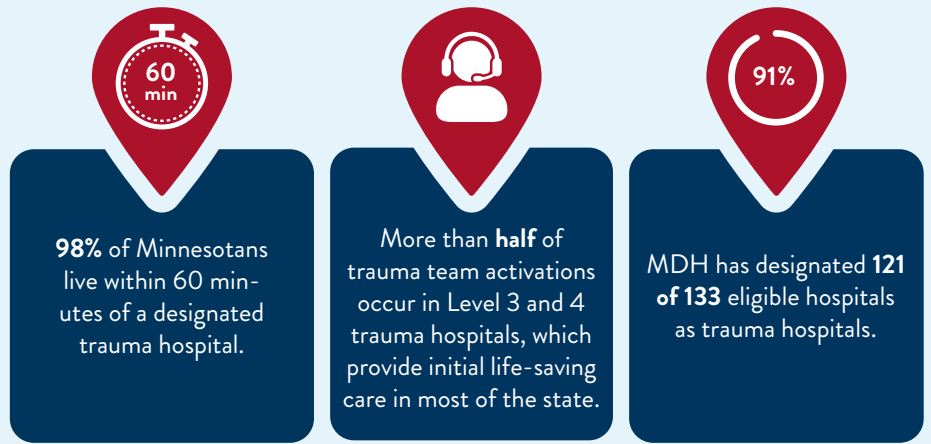 60
min
98% of Minnesotans
live within 60 min-
utes of a designated
trauma hospital.
More than half of
trauma team activations
occur in Level 3 and 4
trauma hospitals, which
provide initial life-saving
care in most of the state.
91%
MDH has designated 121
of 133 eligible hospitals
as trauma hospitals.